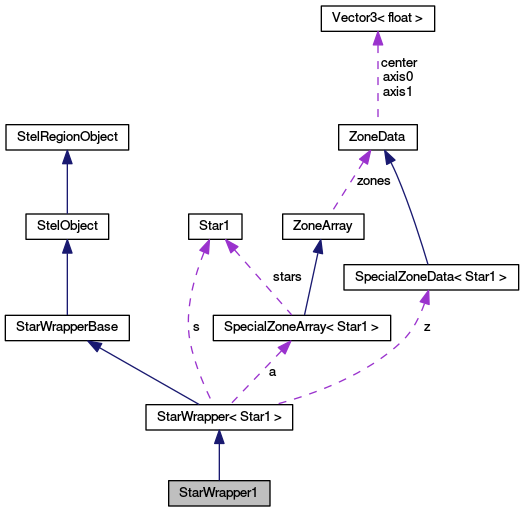 Vector3< float >
center
axis0
axis1
StelRegionObject
ZoneData
zones
StelObject
Star1
ZoneArray
stars
SpecialZoneData< Star1 >
StarWrapperBase
s
SpecialZoneArray< Star1 >
z
a
StarWrapper< Star1 >
StarWrapper1